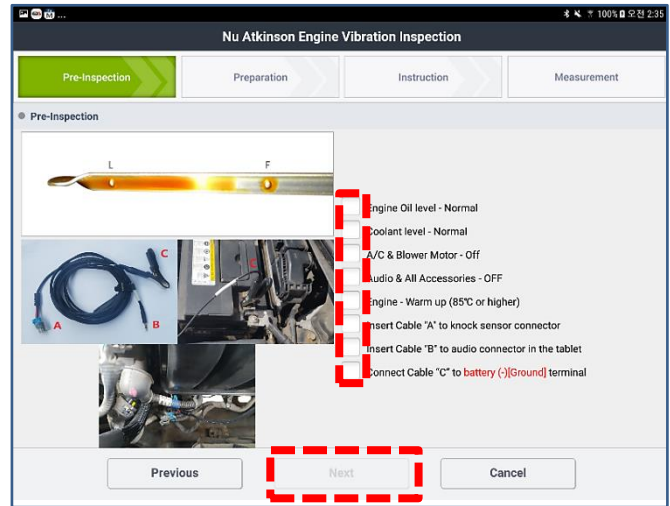 ... 100% 오전 2:35
Nu Atkinson Engine Vibration Inspection
Pre-Inspection
Preparation
Instruction
Measurement
Pre-Inspection
L F
Engine Oil level - Normal
Coolant level - Normal
A/C & Blower Motor - Off
Audio & All Accessories - OFF
Engine - Warm up (85℃ or higher)
Insert Cable "A" to knock sensor connector
Insert Cable "B" to audio connector in the tablet
Connect Cable "C" to battery (-)[Ground] terminal
C
A B
C
Previous
Next
Cancel